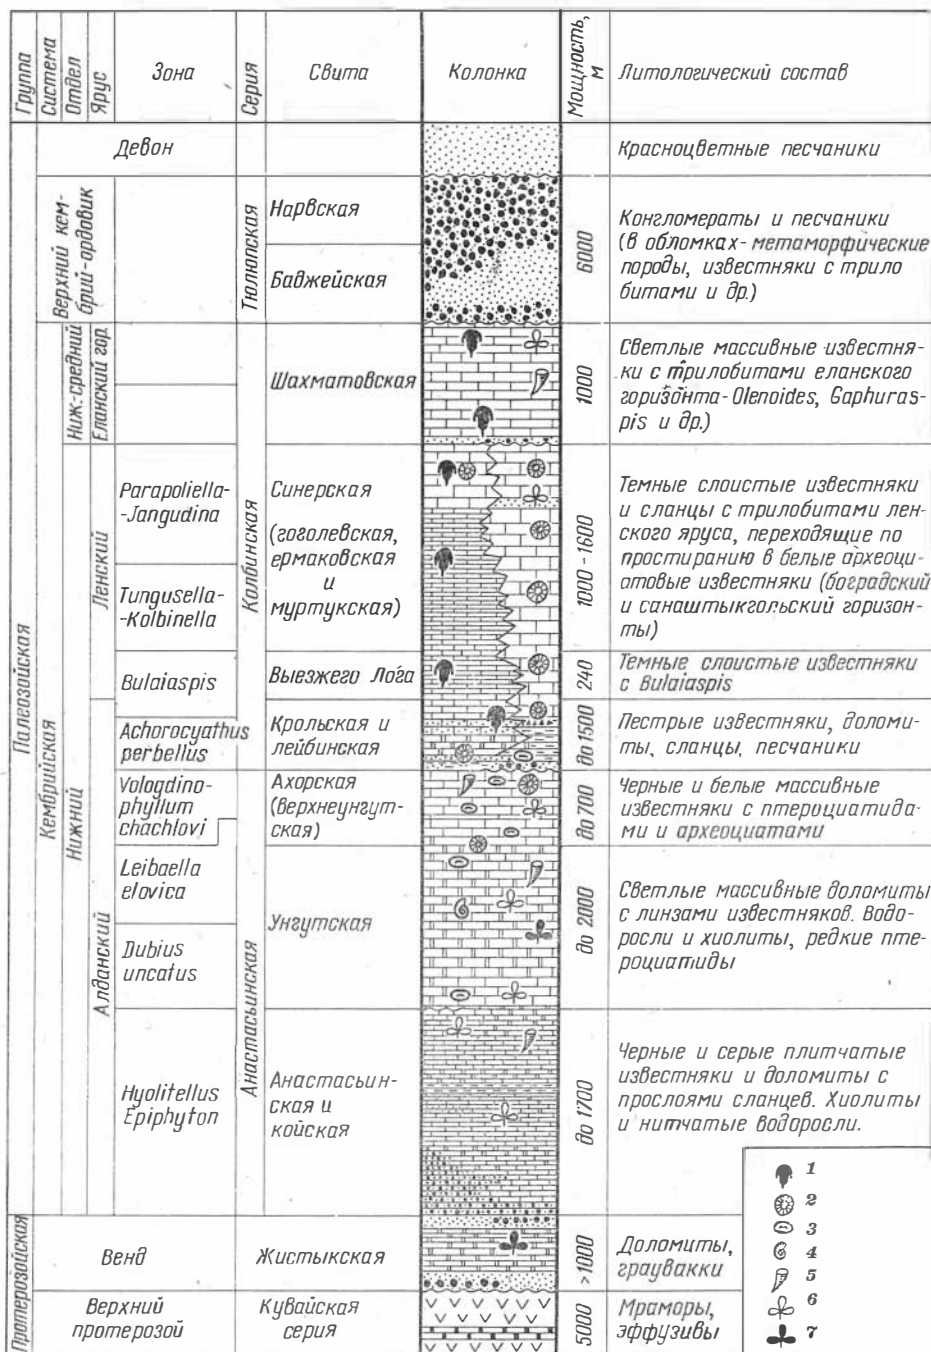 Группа
Система
Отдел
Ярус
Зона
Серия
Свита
Колонка
Мощность,
м
Литологический состав
Палеозойская
Девон
Красноцветные песчаники
Верхний кем-
брий-ордовик
Тюлюпская
Нарвская
Баджейская
6000
Конгломераты и песчаники
(в обломках-метаморфические
породы, известняки с трило
битами и др.)
Кембрийская
Ниж.-средний
Еланский гор.
Колбинская
Шахматовская
1000
Светлые массивные известня-
ки с трилобитами еланского
горизонта-Olenoides, Gaphuras-
pis и др.)
Нижний
Ленский
Parapoliella-
-Jangudina
Синерская
(гоголевская,
ермаковская
и
муртукская)
1000-1600
Темные слоистые известняки
и сланцы с трилобитами лен-
ского яруса, переходящие по
простиранию в белые археоци-
отовые известняки (боградский
и санаштыкгольский горизон-
ты)
Tungusella-
-Kolbinella
Bulaiaspis
Выезжего Лога
240
Темные слоистые известняки
с Bulaiaspis
Алданский
Achorocyathus
perbellus
Крольская и
лейбинская
до 1500
Пестрые известняки, доломи-
ты, сланцы, песчаники
Анастасьинская
Vologdino-
phyllum
chachlovi
Ахорская
(верхнеунгут-
ская)
до 700
Черные и белые массивные
известняки с птероциатида-
ми и археоциатами
Leibaella
elovica
Унгутская
до 2000
Светлые массивные доломиты
с линзами известняков. Водо-
росли и хиолиты, редкие пте-
роциатиды
Dubius
uncatus
Hyolitellus
Epiphyton
Анастасьин-
ская и
койская
до 1700
Черные и серые плитчатые
известняки и доломиты с
прослоями сланцев. Хиолиты
и нитчатые водоросли.
Протерозойская
Венд
Жистыкская
>1000
Доломиты,
граувакки
Верхний
протерозой
Кувайская
серия
5000
Мраморы,
эффузивы
1
2
3
4
5
6
7